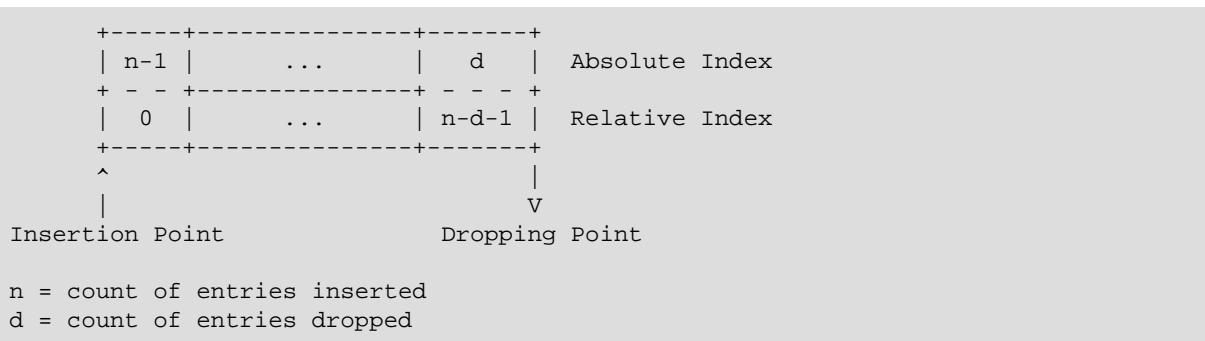 +-----+---------------+-------+
| n-1 |      ...      |   d   |  Absolute Index
+ - - +---------------+ - - - +
|  0  |      ...      | n-d-1 |  Relative Index
+-----+---------------+-------+
^                             |
|                             V
Insertion Point               Dropping Point
n = count of entries inserted
d = count of entries dropped